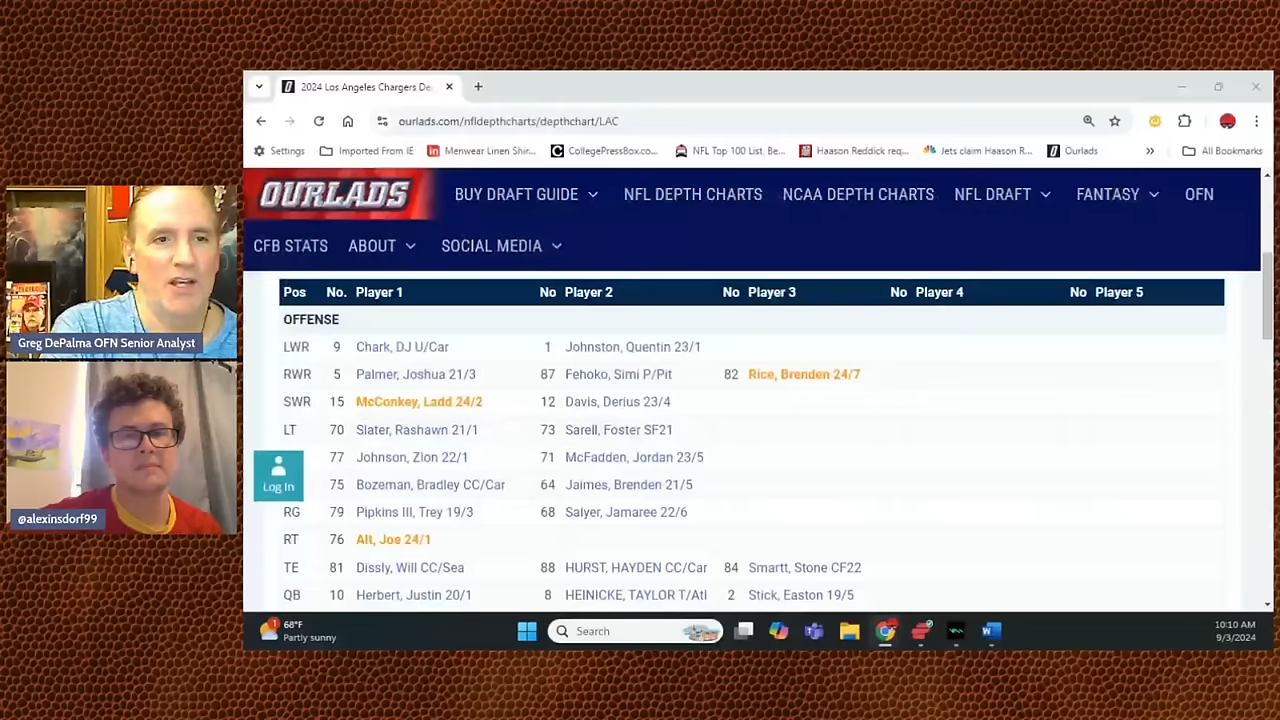 2024 Los Angeles Chargers De
ourlads.com/nfldepthcharts/depthchart/LAC
Settings Imported From IE Menwear Linen Shir... CollegePressBox.co... NFL Top 100 List, Be... Haason Reddick req... Jets claim Haason R... Ourlads » All Bookmarks
OURLADS BUY DRAFT GUIDE NFL DEPTH CHARTS NCAA DEPTH CHARTS NFL DRAFT FANTASY OFN
CFB STATS ABOUT SOCIAL MEDIA
Pos No. Player 1 No Player 2 No Player 3 No Player 4 No Player 5
OFFENSE
LWR 9 Chark, DJ U/Car 1 Johnston, Quentin 23/1
RWR 5 Palmer, Joshua 21/3 87 Fehoko, Simi P/Pit 82 Rice, Brenden 24/7
SWR 15 McConkey, Ladd 24/2 12 Davis, Derius 23/4
LT 70 Slater, Rashawn 21/1 73 Sarell, Foster SF21
77 Johnson, Zion 22/1 71 McFadden, Jordan 23/5
75 Bozeman, Bradley CC/Car 64 Jaimes, Brenden 21/5
RG 79 Pipkins III, Trey 19/3 68 Salyer, Jamaree 22/6
RT 76 Alt, Joe 24/1
TE 81 Dissly, Will CC/Sea 88 HURST, HAYDEN CC/Car 84 Smartt, Stone CF22
QB 10 Herbert, Justin 20/1 8 HEINICKE, TAYLOR T/Atl 2 Stick, Easton 19/5
Log In
Greg DePalma OFN Senior Analyst
@alexinsdorf99
1
68°F
Partly sunny
Search
10:10 AM
9/3/2024